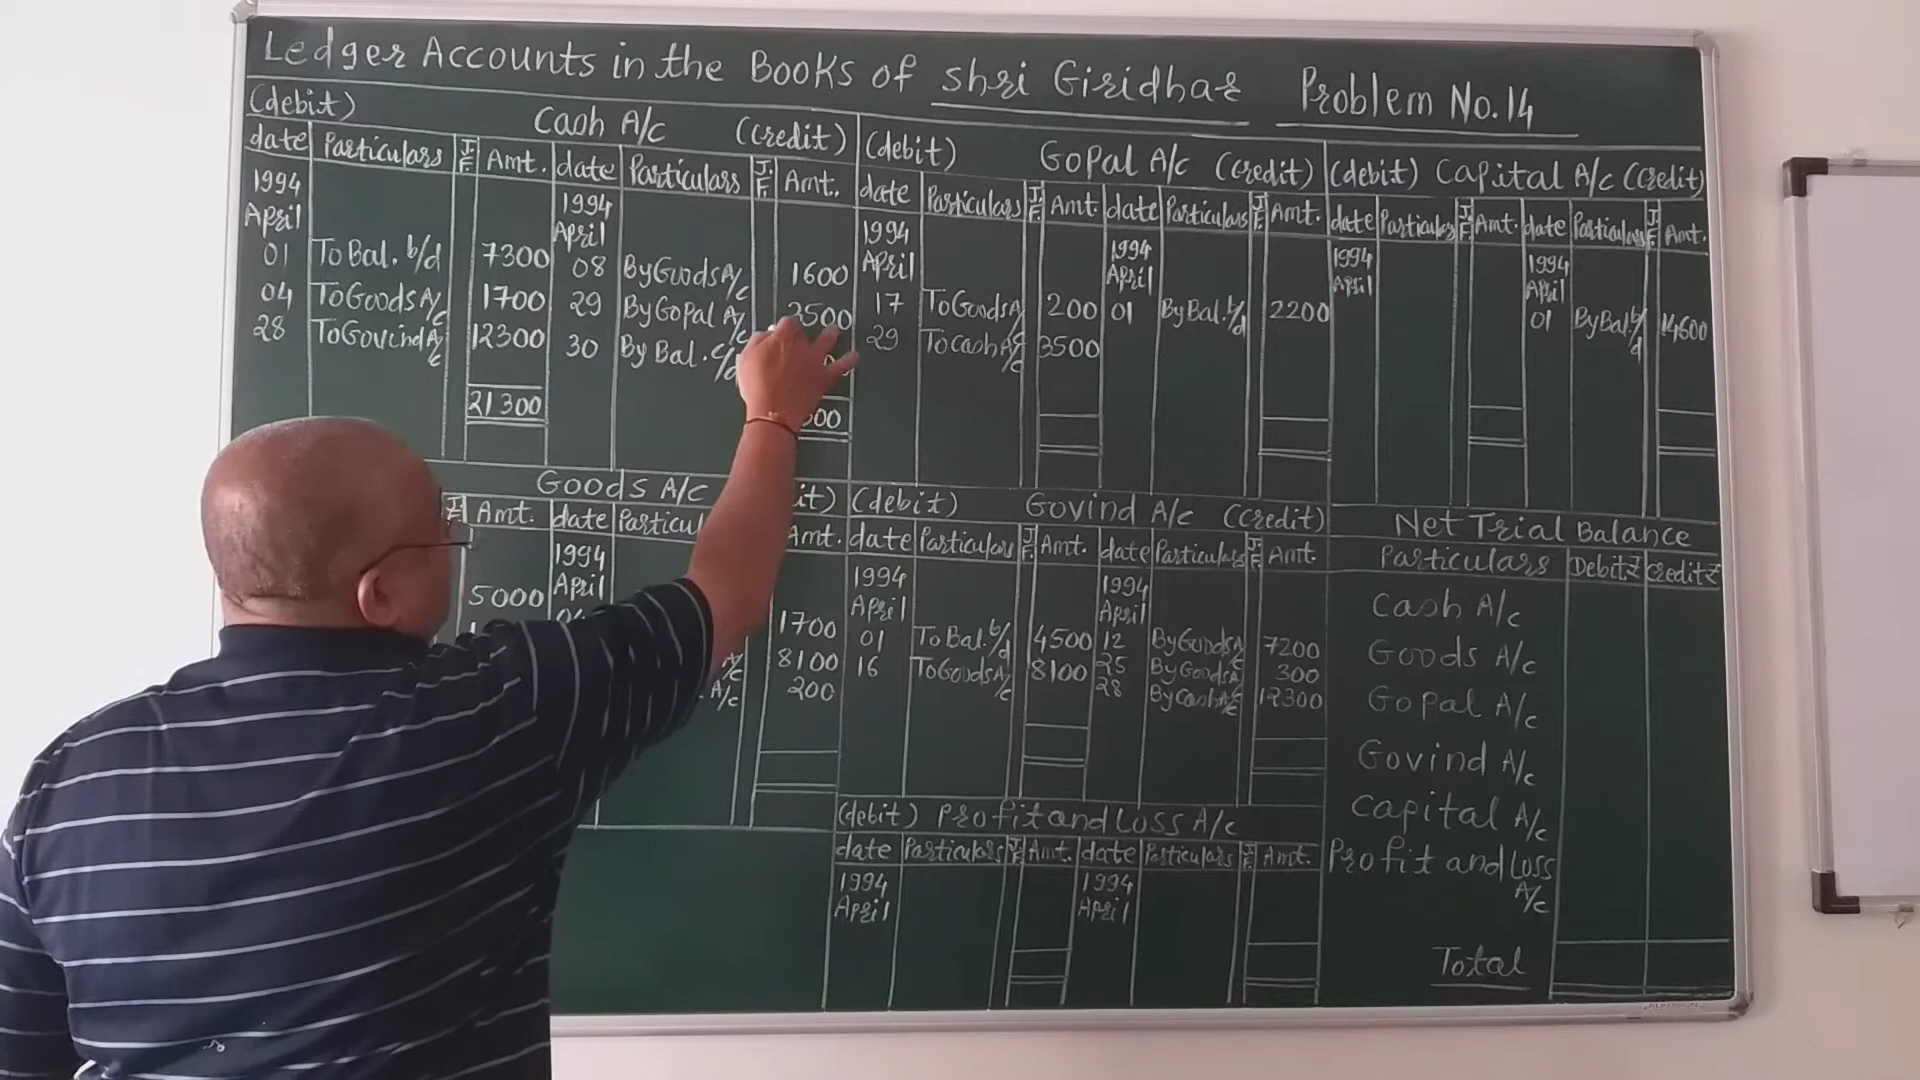 Ledger Accounts in the Books of Shri Giridhar Problem No.14
(debit) Cash A/c (credit)
date Particulars J.F. Amt. date Particulars J.F. Amt.
1994 April 1994 April
01 To Bal. b/d 7300 08 By Goods A/c 1600
04 To Goods A/c 1700 29 By Gopal A/c 3500
28 To Govind A/c 12300 30 By Bal. c/d
21300
(debit) Gopal A/c (credit)
date Particulars J.F. Amt. date Particulars J.F. Amt.
1994 April 1994 April
17 To Goods A/c 200 01 By Bal. b/d 2200
29 To Cash A/c 3500
(debit) Capital A/c (credit)
date Particulars J.F. Amt. date Particulars J.F. Amt.
1994 April 1994 April
01 By Bal. b/d 14600
Goods A/c
J.F. Amt. date Amt.
1994 April
5000
1700
A/c 8100
A/c 200
(debit) Govind A/c (credit)
date Particulars J.F. Amt. date Particulars J.F. Amt.
1994 April 1994 April
01 To Bal. b/d 4500 12 By Goods A/c 7200
16 To Goods A/c 8100 25 By Goods A/c 300
28 By Cash A/c 12300
(debit) Profit and Loss A/c
date Particulars J.F. Amt. date Particulars J.F. Amt.
1994 April 1994 April
Net Trial Balance
Particulars Debit ₹ Credit ₹
Cash A/c
Goods A/c
Gopal A/c
Govind A/c
Capital A/c
Profit and Loss A/c
Total